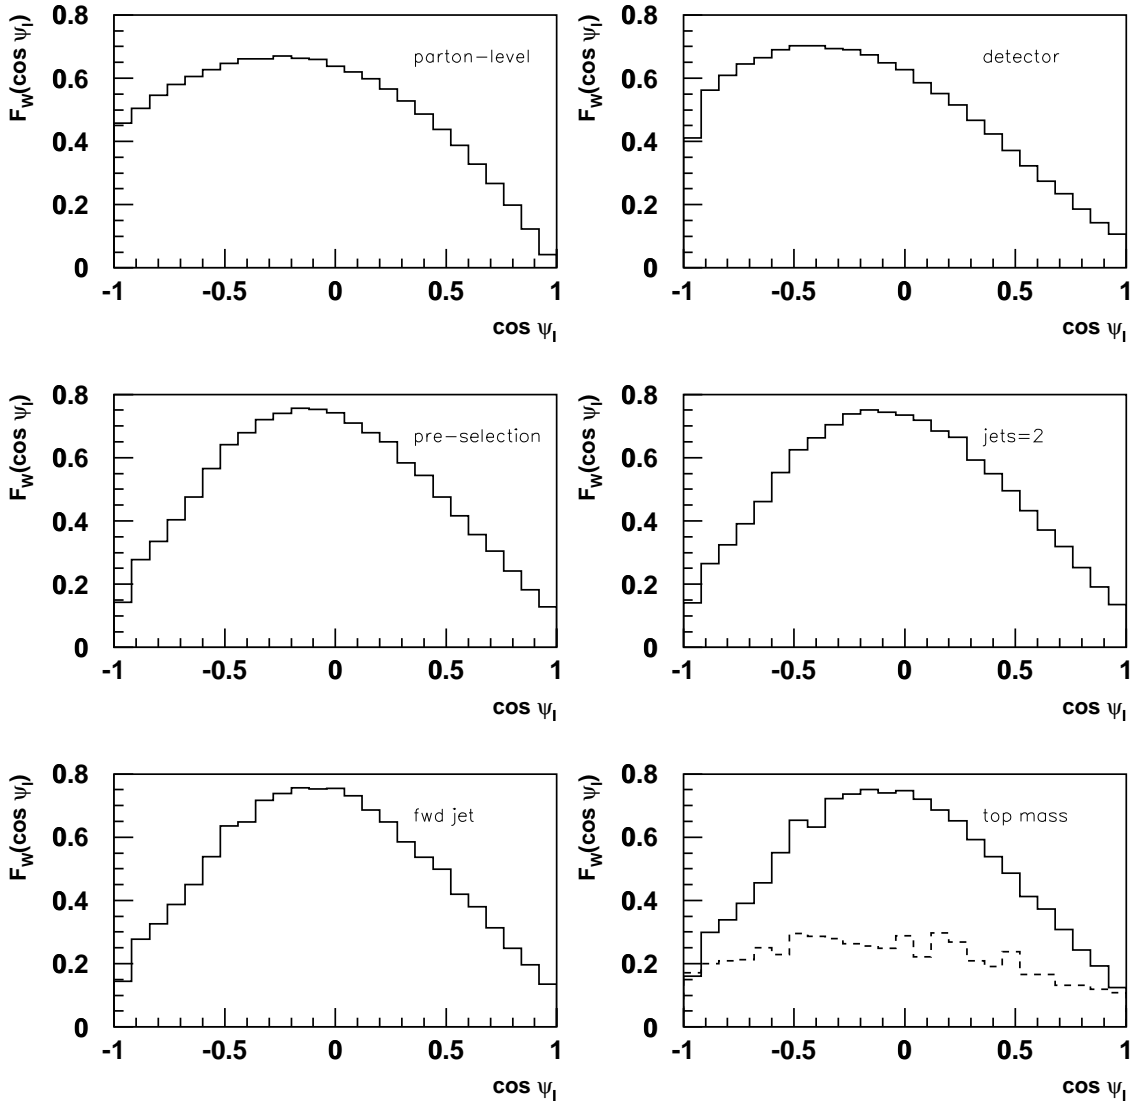 F_W(cos ψ_l)
0.8
0.6
0.4
0.2
0
parton-level
-1 -0.5 0 0.5 1
cos ψ_l
F_W(cos ψ_l)
0.8
0.6
0.4
0.2
0
detector
-1 -0.5 0 0.5 1
cos ψ_l
F_W(cos ψ_l)
0.8
0.6
0.4
0.2
0
pre-selection
-1 -0.5 0 0.5 1
cos ψ_l
F_W(cos ψ_l)
0.8
0.6
0.4
0.2
0
jets=2
-1 -0.5 0 0.5 1
cos ψ_l
F_W(cos ψ_l)
0.8
0.6
0.4
0.2
0
fwd jet
-1 -0.5 0 0.5 1
cos ψ_l
F_W(cos ψ_l)
0.8
0.6
0.4
0.2
0
top mass
-1 -0.5 0 0.5 1
cos ψ_l